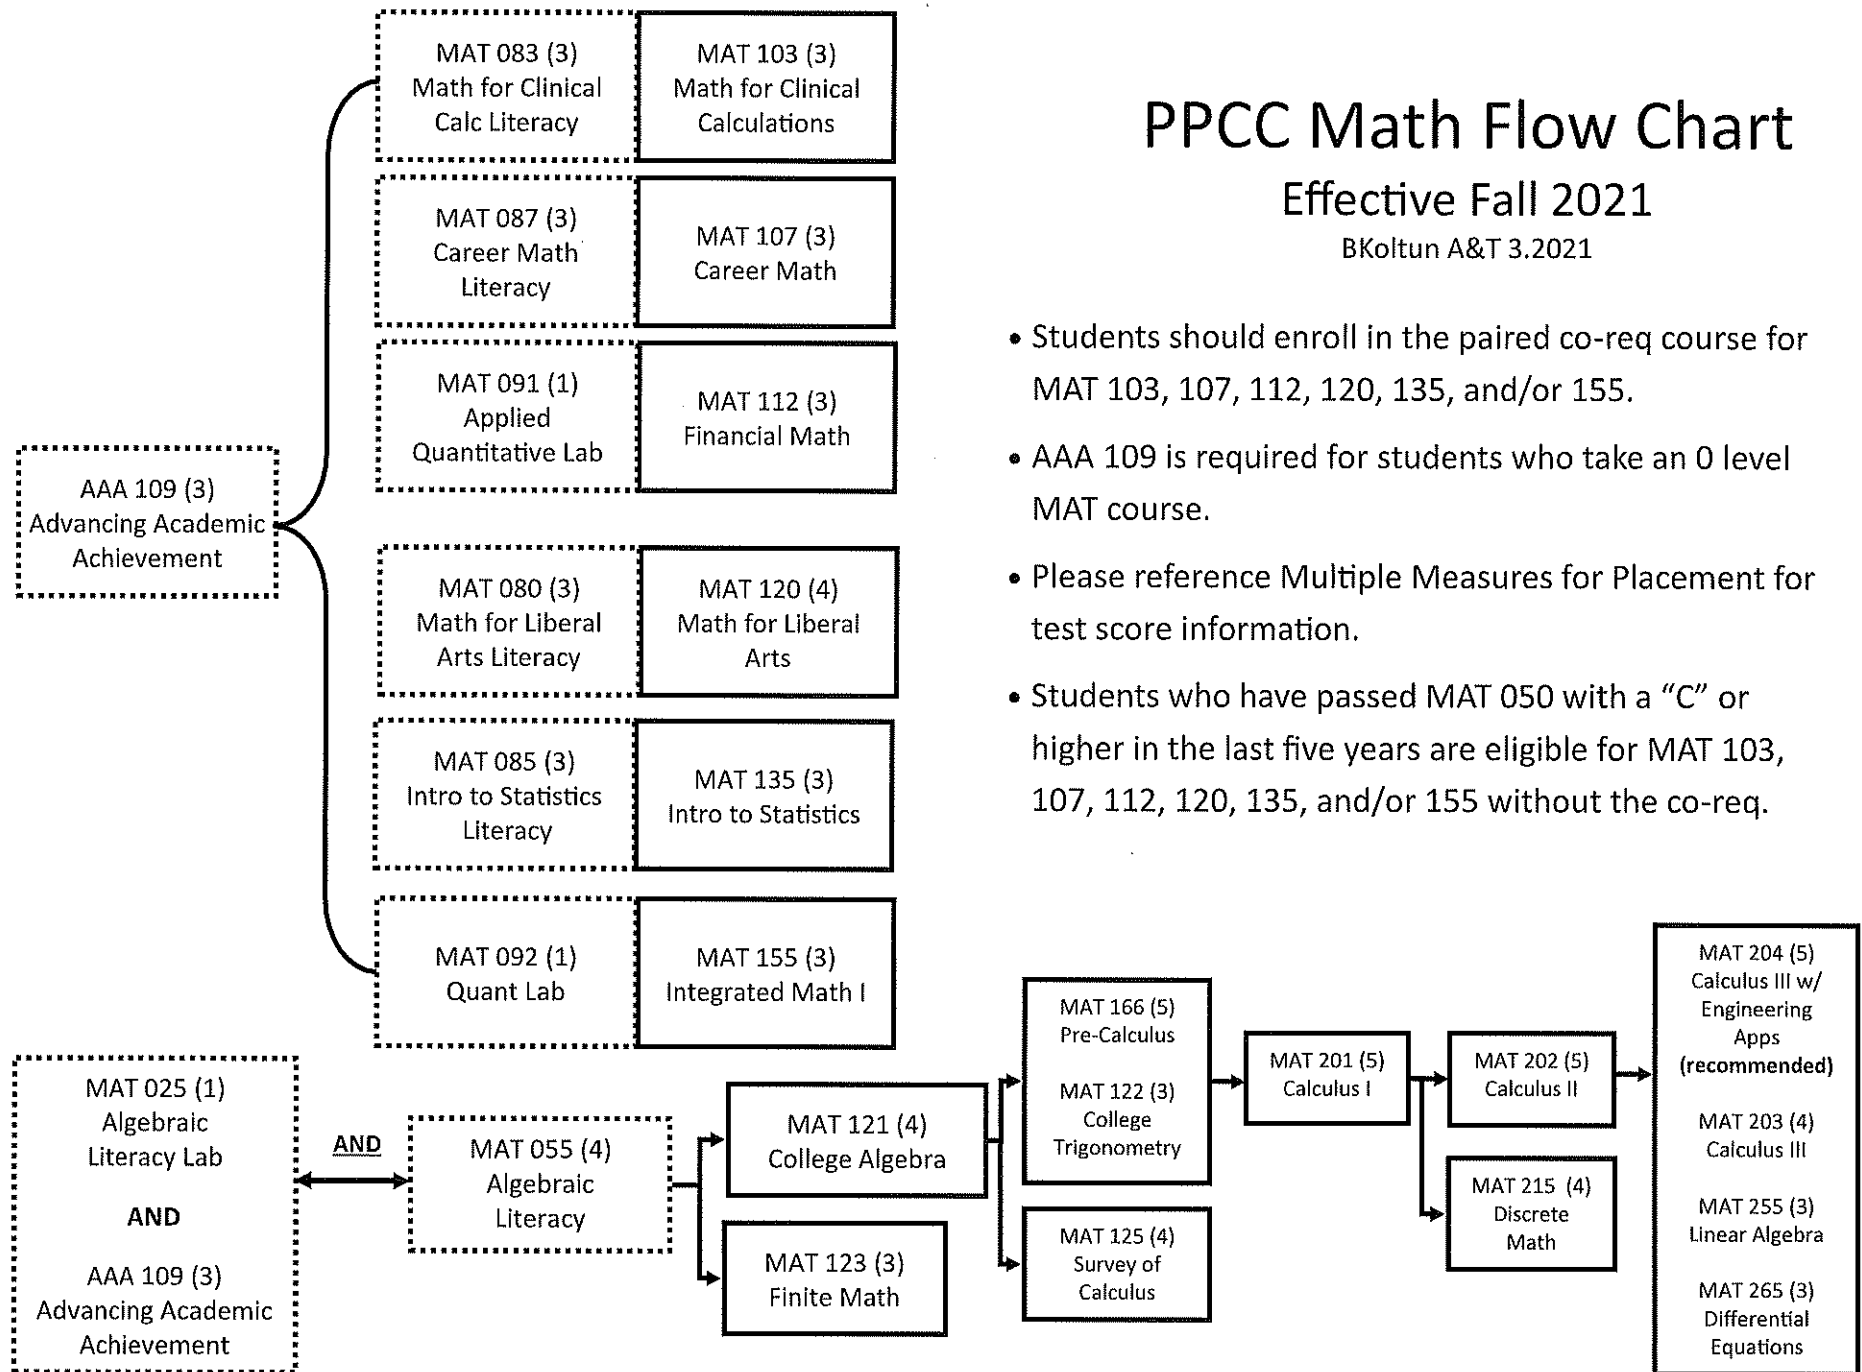 MAT 083 (3)
Math for Clinical
Calc Literacy
MAT 103 (3)
Math for Clinical
Calculations
MAT 087 (3)
Career Math
Literacy
MAT 107 (3)
Career Math
MAT 091 (1)
Applied
Quantitative Lab
MAT 112 (3)
Financial Math
AAA 109 (3)
Advancing Academic
Achievement
MAT 080 (3)
Math for Liberal
Arts Literacy
MAT 120 (4)
Math for Liberal
Arts
MAT 085 (3)
Intro to Statistics
Literacy
MAT 135 (3)
Intro to Statistics
MAT 092 (1)
Quant Lab
MAT 155 (3)
Integrated Math I
PPCC Math Flow Chart
Effective Fall 2021
BKoltun A&T 3.2021
• Students should enroll in the paired co-req course for
MAT 103, 107, 112, 120, 135, and/or 155.
• AAA 109 is required for students who take an 0 level
MAT course.
• Please reference Multiple Measures for Placement for
test score information.
• Students who have passed MAT 050 with a “C” or
higher in the last five years are eligible for MAT 103,
107, 112, 120, 135, and/or 155 without the co-req.
MAT 025 (1)
Algebraic
Literacy Lab
AND
AAA 109 (3)
Advancing Academic
Achievement
AND
MAT 055 (4)
Algebraic
Literacy
MAT 121 (4)
College Algebra
MAT 123 (3)
Finite Math
MAT 166 (5)
Pre-Calculus
MAT 122 (3)
College
Trigonometry
MAT 125 (4)
Survey of
Calculus
MAT 201 (5)
Calculus I
MAT 202 (5)
Calculus II
MAT 215 (4)
Discrete
Math
MAT 204 (5)
Calculus III w/
Engineering
Apps
(recommended)
MAT 203 (4)
Calculus III
MAT 255 (3)
Linear Algebra
MAT 265 (3)
Differential
Equations